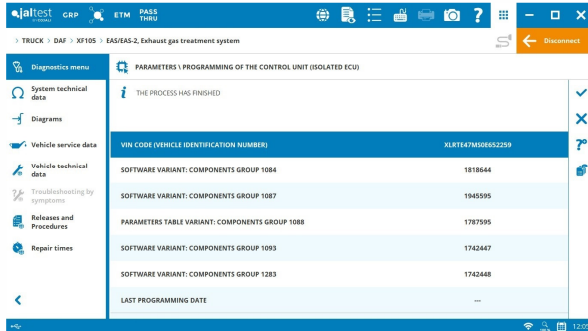 jaltest GRP ETM PASS THRU
> TRUCK > DAF > XF105 > EAS/EAS-2, Exhaust gas treatment system
Disconnect
Diagnostics menu
PARAMETERS \ PROGRAMMING OF THE CONTROL UNIT (ISOLATED ECU)
System technical data
i THE PROCESS HAS FINISHED
Diagrams
Vehicle service data
VIN CODE (VEHICLE IDENTIFICATION NUMBER) XLRTE47MS0E652259
Vehicle technical data
SOFTWARE VARIANT: COMPONENTS GROUP 1084 1818644
Troubleshooting by symptoms
SOFTWARE VARIANT: COMPONENTS GROUP 1087 1945595
Releases and Procedures
PARAMETERS TABLE VARIANT: COMPONENTS GROUP 1088 1787595
Repair times
SOFTWARE VARIANT: COMPONENTS GROUP 1093 1742447
SOFTWARE VARIANT: COMPONENTS GROUP 1283 1742448
LAST PROGRAMMING DATE ---